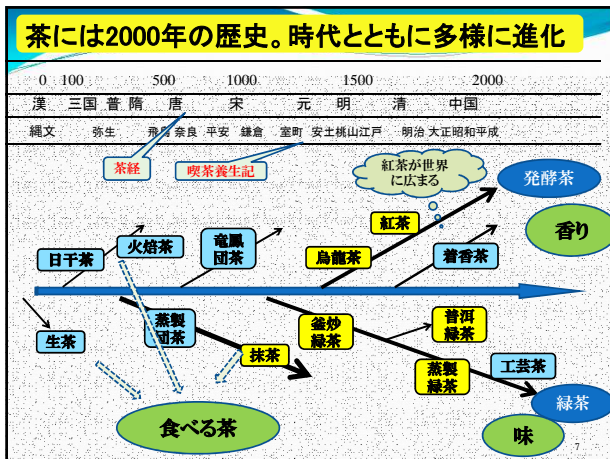 茶には2000年の歴史。時代とともに多様に進化
0 100 500 1000 1500 2000
漢 三国 普 隋 唐 宋 元 明 清 中国
縄文 弥生 飛鳥 奈良 平安 鎌倉 室町 安土桃山江戸 明治 大正昭和平成
茶経
喫茶養生記
紅茶が世界
に広まる
発酵茶
香り
紅茶
日干茶
火焙茶
竜鳳
団茶
烏龍茶
着香茶
生茶
蒸製
団茶
抹茶
釜炒
緑茶
普洱
緑茶
蒸製
緑茶
工芸茶
緑茶
食べる茶
味
7